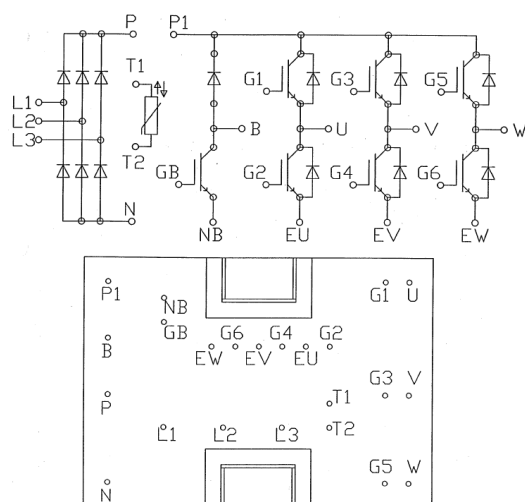 P P1
T1 G1 G3 G5
L1
L2 B U V W
L3
T2
GB G2 G4 G6
N
NB EU EV EW
P1 G1 U
NB
GB G6 G4 G2
B EW EV EU
G3 V
P T1
L1 L2 L3 T2
G5 W
N